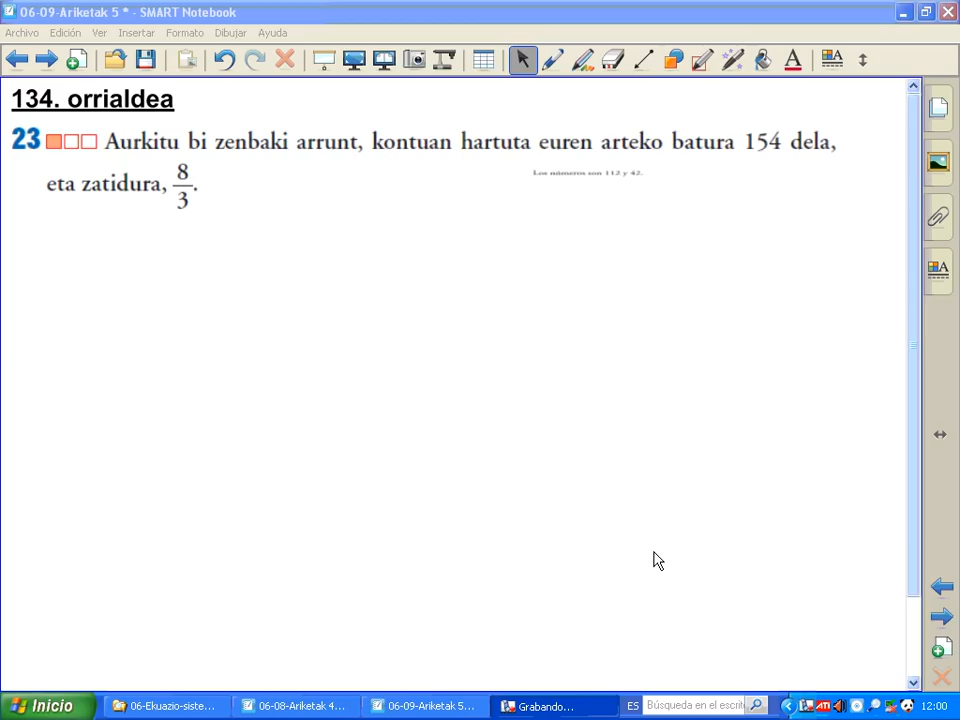 06-09-Ariketak 5 * - SMART Notebook
Archivo Edición Ver Insertar Formato Dibujar Ayuda
134. orrialdea
23 Aurkitu bi zenbaki arrunt, kontuan hartuta euren arteko batura 154 dela,
Los números son 112 y 42.
eta zatidura, 8/3.
Inicio 06-Ekuazio-siste... 06-08-Ariketak 4... 06-09-Ariketak 5... Grabando... ES Búsqueda en el escrit ATI 12:00